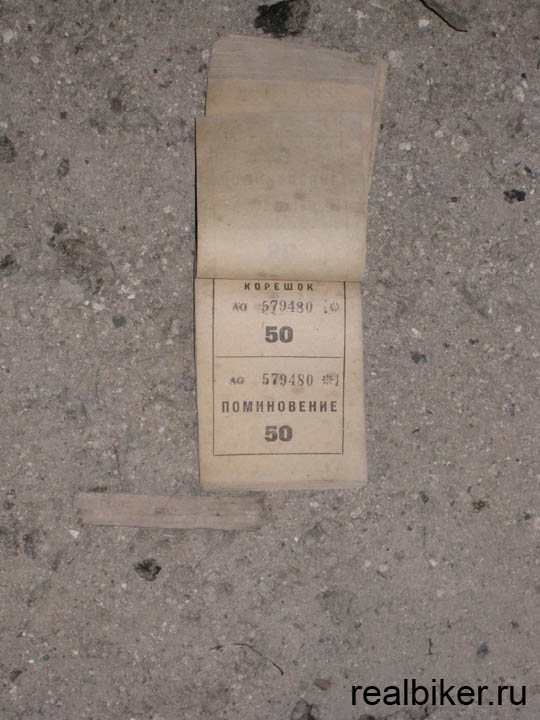 КОРЕШОК
АО 579480 ※
50
АО 579480 ※
ПОМИНОВЕНИЕ
50
realbiker.ru